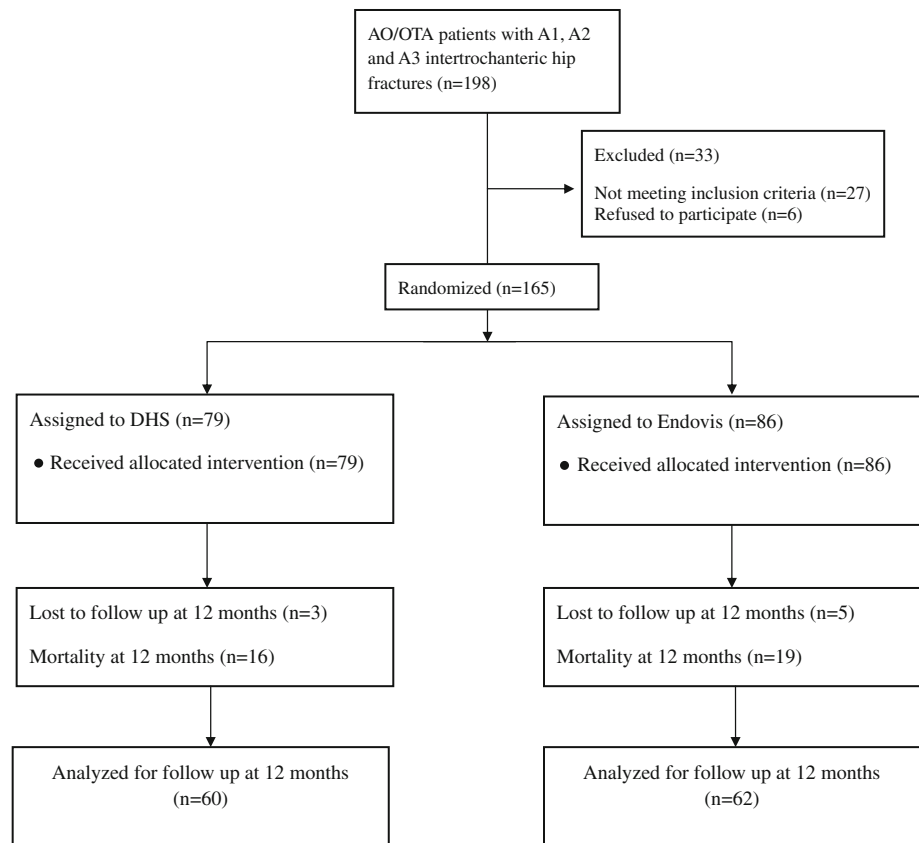 AO/OTA patients with A1, A2
and A3 intertrochanteric hip
fractures (n=198)
Excluded (n=33)
Not meeting inclusion criteria (n=27)
Refused to participate (n=6)
Randomized (n=165)
Assigned to DHS (n=79)
● Received allocated intervention (n=79)
Assigned to Endovis (n=86)
● Received allocated intervention (n=86)
Lost to follow up at 12 months (n=3)
Mortality at 12 months (n=16)
Lost to follow up at 12 months (n=5)
Mortality at 12 months (n=19)
Analyzed for follow up at 12 months
(n=60)
Analyzed for follow up at 12 months
(n=62)